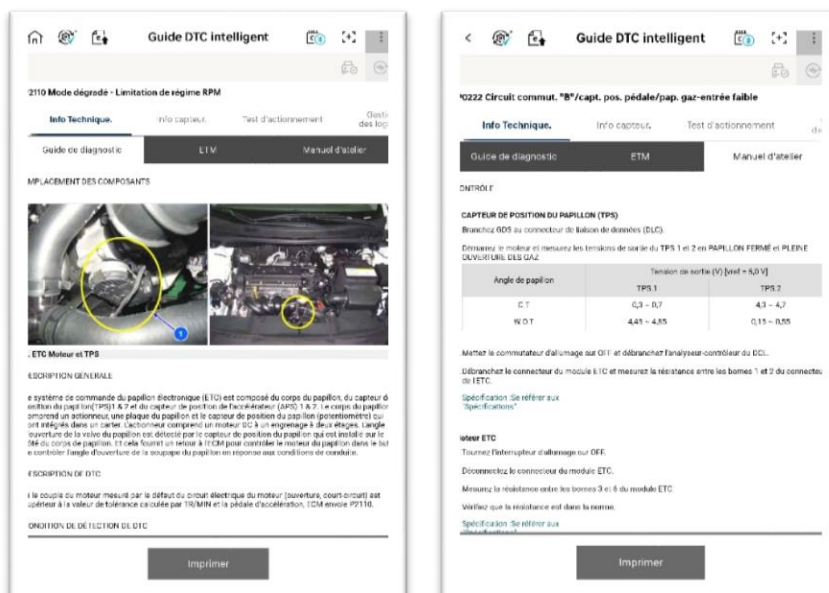 Guide DTC intelligent
2110 Mode dégradé - Limitation de régime RPM
Info Technique.
Info capteur.
Test d'actionnement
Guide de diagnostic
ETM
Manuel d'atelier
MPLACEMENT DES COMPOSANTS
1
. ETC Moteur et TPS
ESCRIPTION GENERALE
e système de commande du papillon électronique (ETC) est composé du corps du papillon, du capteur d
osition du papillon(TPS)1 & 2 et du capteur de position de l'accélérateur (APS) 1 & 2. Le corps du papillon
omprend un actionneur, une plaque du papillon et le capteur de position du papillon (potentiomètre) qui
ont intégrés dans un carter. L'actionneur comprend un moteur DC à un engrenage à deux étages. L'angle
'ouverture de la valve du papillon est détecté par le capteur de position du papillon qui est installé sur le
ôté du corps de papillon. Et cela fournit un retour à l'ECM pour contrôler le moteur du papillon dans le but
e contrôler l'angle d'ouverture de la soupape du papillon en réponse aux conditions de conduite.
ESCRIPTION DE DTC
i le couple du moteur mesuré par le défaut du circuit électrique du moteur (ouverture, court-circuit) est
upérieur à la valeur de tolérance calculée par TR/MIN et la pédale d'accélération, ECM envoie P2110.
ONDITION DE DÉTECTION DE DTC
Imprimer
Guide DTC intelligent
P0222 Circuit commut. "B"/capt. pos. pédale/pap. gaz-entrée faible
Info Technique.
Info capteur.
Test d'actionnement
Guide de diagnostic
ETM
Manuel d'atelier
ONTRÔLE
CAPTEUR DE POSITION DU PAPILLON (TPS)
Branchez GDS au connecteur de liaison de données (DLC).
Démarrez le moteur et mesurez les tensions de sortie du TPS 1 et 2 en PAPILLON FERMÉ et PLEINE
OUVERTURE DES GAZ
Angle de papillon
Tension de sortie (V) [vref = 5,0 V]
TPS.1
TPS.2
C.T
0,3 ~ 0,7
4,3 ~ 4,7
W.O.T
4,45 ~ 4,85
0,15 ~ 0,55
Mettez le commutateur d'allumage sur OFF et débranchez l'analyseur-contrôleur du DCL.
Débranchez le connecteur du module ETC et mesurez la résistance entre les bornes 1 et 2 du connecteu
de l'ETC.
Spécification :Se référer aux
"Spécifications"
oteur ETC
Tournez l'interrupteur d'allumage sur OFF.
Déconnectez le connecteur du module ETC.
Mesurez la résistance entre les bornes 3 et 6 du module ETC
Vérifiez que la résistance est dans la norme.
Spécification :Se référer aux
Imprimer